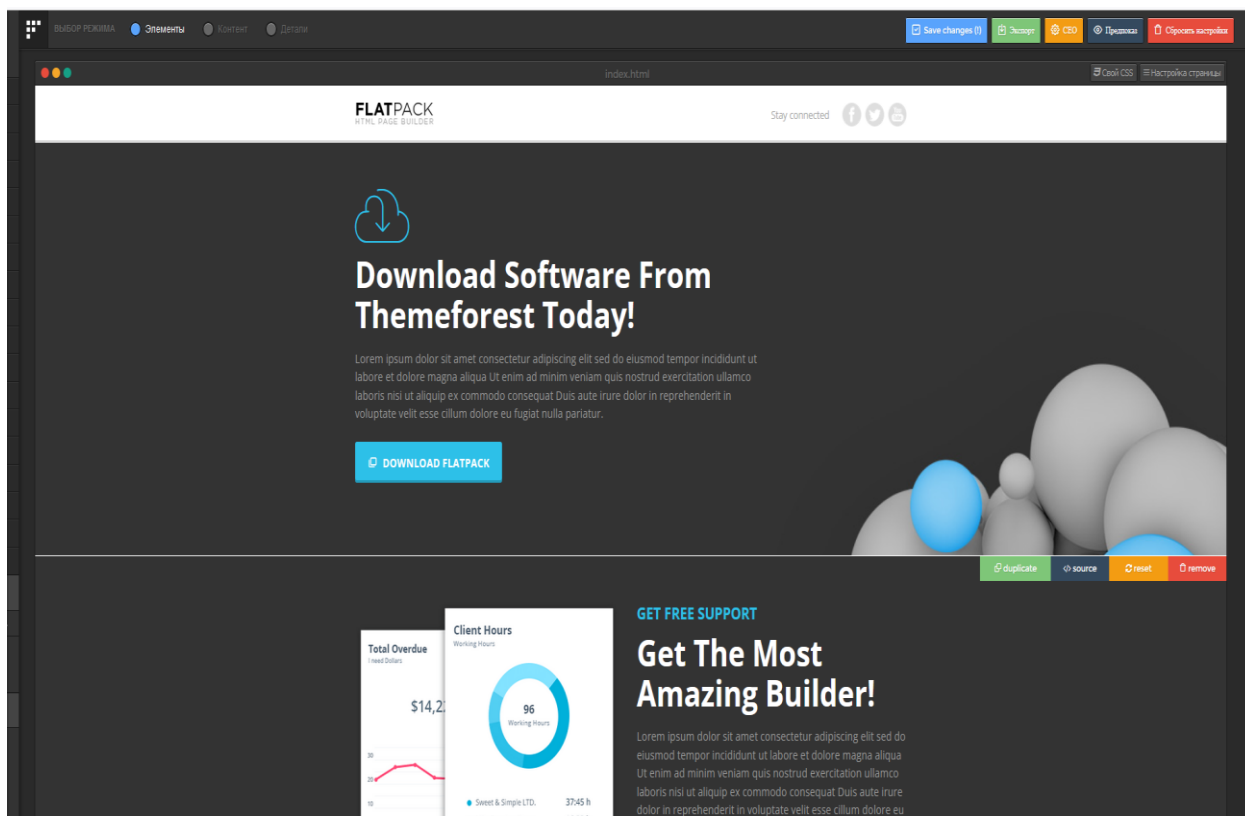 ВЫБОР РЕЖИМА Элементы Контент Детали
Save changes (!) Экспорт СЕО Предпоказ Сбросить настройки
index.html
Свой CSS Настройка страницы
FLATPACK
HTML PAGE BUILDER
Stay connected
Download Software From
Themeforest Today!
Lorem ipsum dolor sit amet consectetur adipiscing elit sed do eiusmod tempor incididunt ut
labore et dolore magna aliqua Ut enim ad minim veniam quis nostrud exercitation ullamco
laboris nisi ut aliquip ex commodo consequat Duis aute irure dolor in reprehenderit in
voluptate velit esse cillum dolore eu fugiat nulla pariatur.
DOWNLOAD FLATPACK
duplicate source reset remove
Total Overdue
I need Dollars
$14,2
30
20
10
Client Hours
Working Hours
96
Working Hours
Sweet & Simple LTD. 37:45 h
GET FREE SUPPORT
Get The Most
Amazing Builder!
Lorem ipsum dolor sit amet consectetur adipiscing elit sed do
eiusmod tempor incididunt ut labore et dolore magna aliqua
Ut enim ad minim veniam quis nostrud exercitation ullamco
laboris nisi ut aliquip ex commodo consequat Duis aute irure
dolor in reprehenderit in voluptate velit esse cillum dolore eu